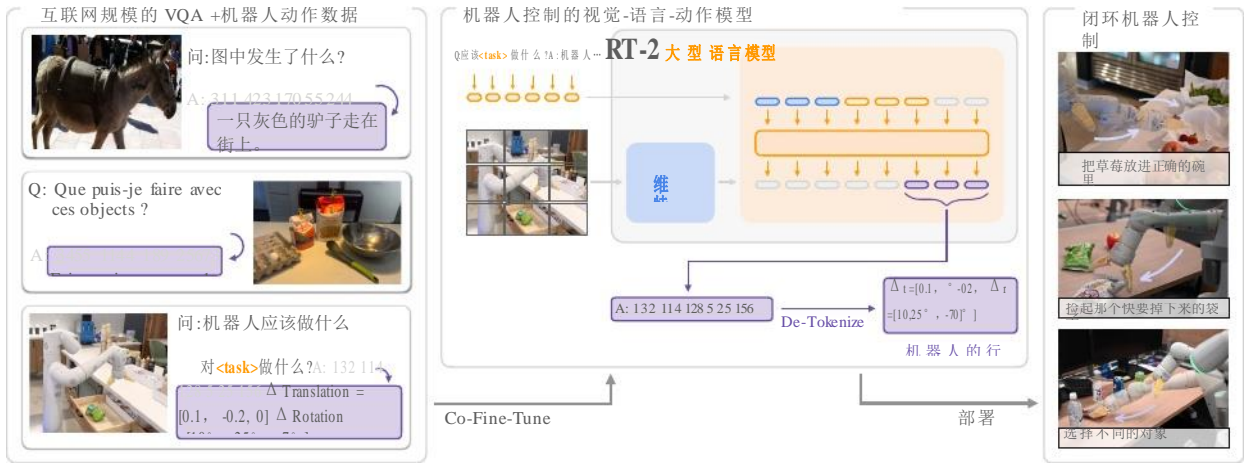 互联网规模的 VQA +机器人动作数据
问:图中发生了什么?
A: 311 423 170 55 244
一只灰色的驴子走在
街上。
Q: Que puis-je faire avec
ces objects ?
A
问:机器人应该做什么
对<task>做什么?A: 132 114
Δ Translation =
[0.1, -0.2, 0] Δ Rotation
机器人控制的视觉-语言-动作模型
Q应该<task>做什么?A:机器人… RT-2 大型语言模型
A: 132 114 128 5 25 156
De-Tokenize
Δ t =[0.1, ° -02, Δ t
=[10,25° , -70]° ]
机器人的行
Co-Fine-Tune
部署
闭环机器人控
制
把草莓放进正确的碗
里
捡起那个快要掉下来的袋
选择不同的对象